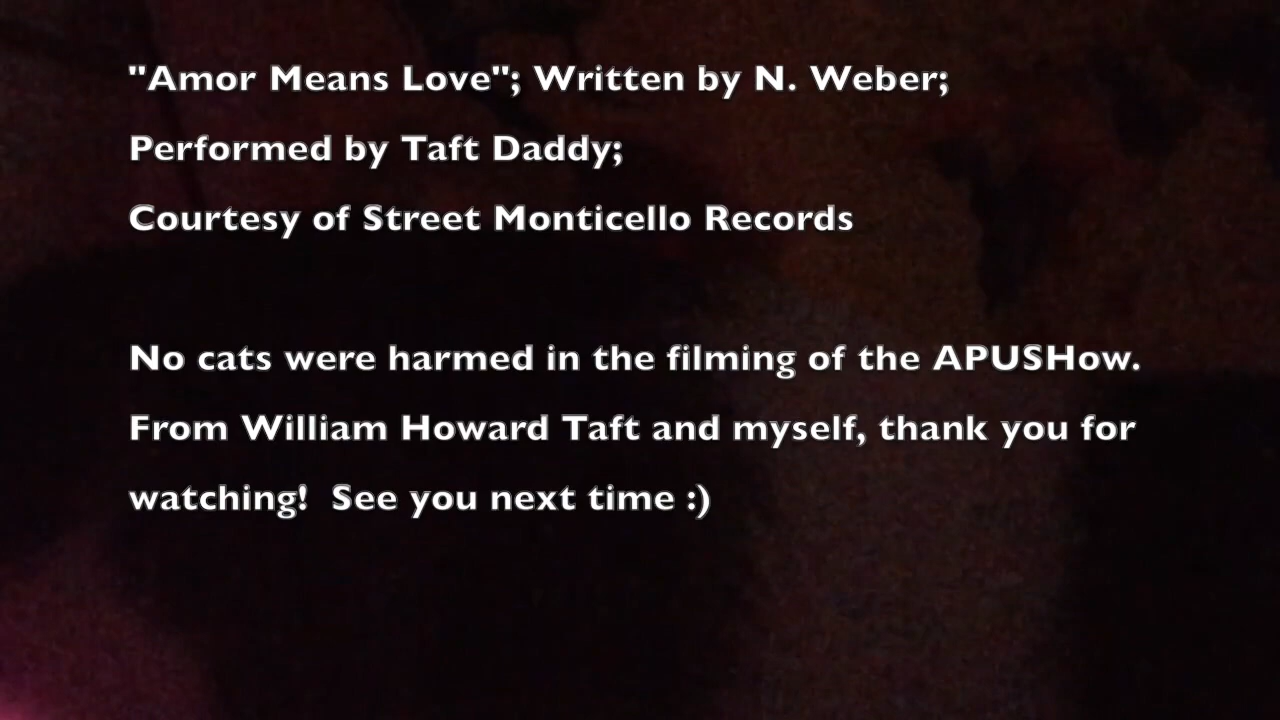 "Amor Means Love"; Written by N. Weber;
Performed by Taft Daddy;
Courtesy of Street Monticello Records
No cats were harmed in the filming of the APUSHow.
From William Howard Taft and myself, thank you for
watching!  See you next time :)